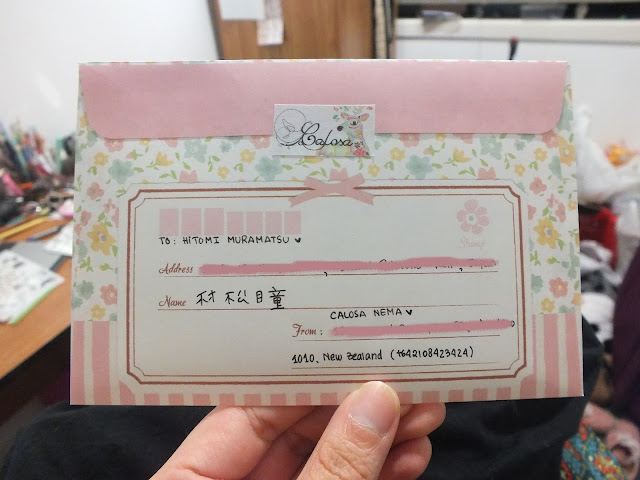 Calosa
TO: HITOMI MURAMATSU ♥
Stamp
Address
Name 村 松 瞳
CALOSA NEMA ♥
From :
1010, New Zealand (+642108423424)